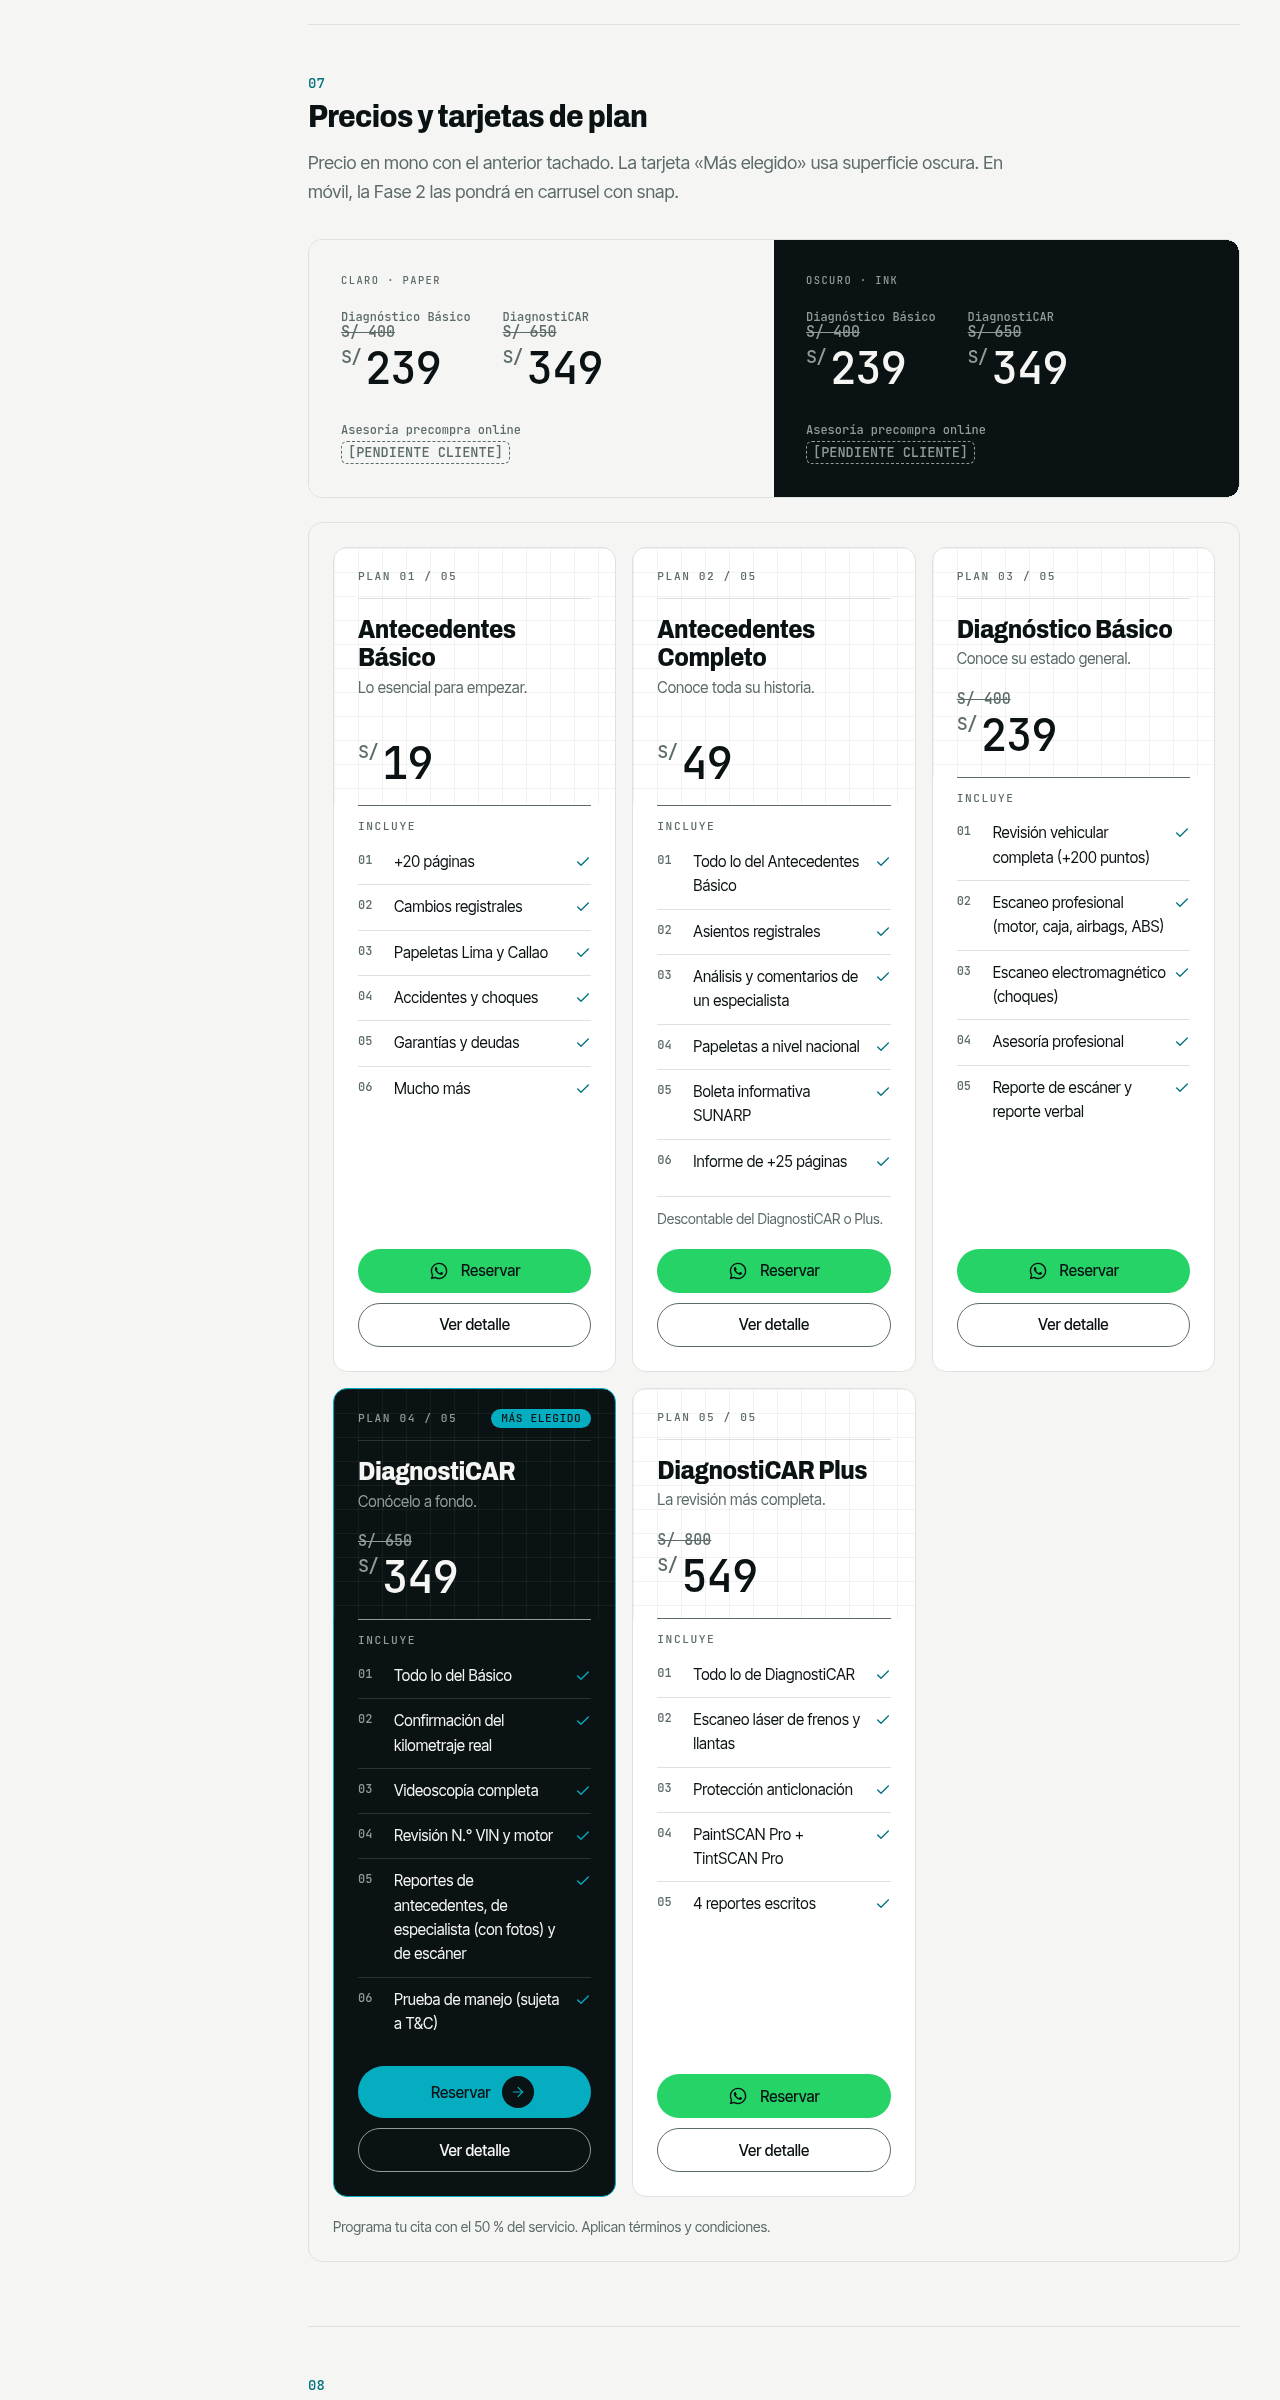 07
Precios y tarjetas de plan
Precio en mono con el anterior tachado. La tarjeta «Más elegido» usa superficie oscura. En
móvil, la Fase 2 las pondrá en carrusel con snap.
CLARO · PAPER
Diagnóstico Básico
S/ 400
S/ 239
DiagnostiCAR
S/ 650
S/ 349
Asesoría precompra online
[PENDIENTE CLIENTE]
OSCURO · INK
Diagnóstico Básico
S/ 400
S/ 239
DiagnostiCAR
S/ 650
S/ 349
Asesoría precompra online
[PENDIENTE CLIENTE]
PLAN 01 / 05
Antecedentes
Básico
Lo esencial para empezar.
S/ 19
INCLUYE
01 +20 páginas
02 Cambios registrales
03 Papeletas Lima y Callao
04 Accidentes y choques
05 Garantías y deudas
06 Mucho más
Reservar
Ver detalle
PLAN 02 / 05
Antecedentes
Completo
Conoce toda su historia.
S/ 49
INCLUYE
01 Todo lo del Antecedentes
Básico
02 Asientos registrales
03 Análisis y comentarios de
un especialista
04 Papeletas a nivel nacional
05 Boleta informativa
SUNARP
06 Informe de +25 páginas
Descontable del DiagnostiCAR o Plus.
Reservar
Ver detalle
PLAN 03 / 05
Diagnóstico Básico
Conoce su estado general.
S/ 400
S/ 239
INCLUYE
01 Revisión vehicular
completa (+200 puntos)
02 Escaneo profesional
(motor, caja, airbags, ABS)
03 Escaneo electromagnético
(choques)
04 Asesoría profesional
05 Reporte de escáner y
reporte verbal
Reservar
Ver detalle
PLAN 04 / 05 MÁS ELEGIDO
DiagnostiCAR
Conócelo a fondo.
S/ 650
S/ 349
INCLUYE
01 Todo lo del Básico
02 Confirmación del
kilometraje real
03 Videoscopía completa
04 Revisión N.° VIN y motor
05 Reportes de
antecedentes, de
especialista (con fotos) y
de escáner
06 Prueba de manejo (sujeta
a T&C)
Reservar
Ver detalle
PLAN 05 / 05
DiagnostiCAR Plus
La revisión más completa.
S/ 800
S/ 549
INCLUYE
01 Todo lo de DiagnostiCAR
02 Escaneo láser de frenos y
llantas
03 Protección anticlonación
04 PaintSCAN Pro +
TintSCAN Pro
05 4 reportes escritos
Reservar
Ver detalle
Programa tu cita con el 50 % del servicio. Aplican términos y condiciones.
08